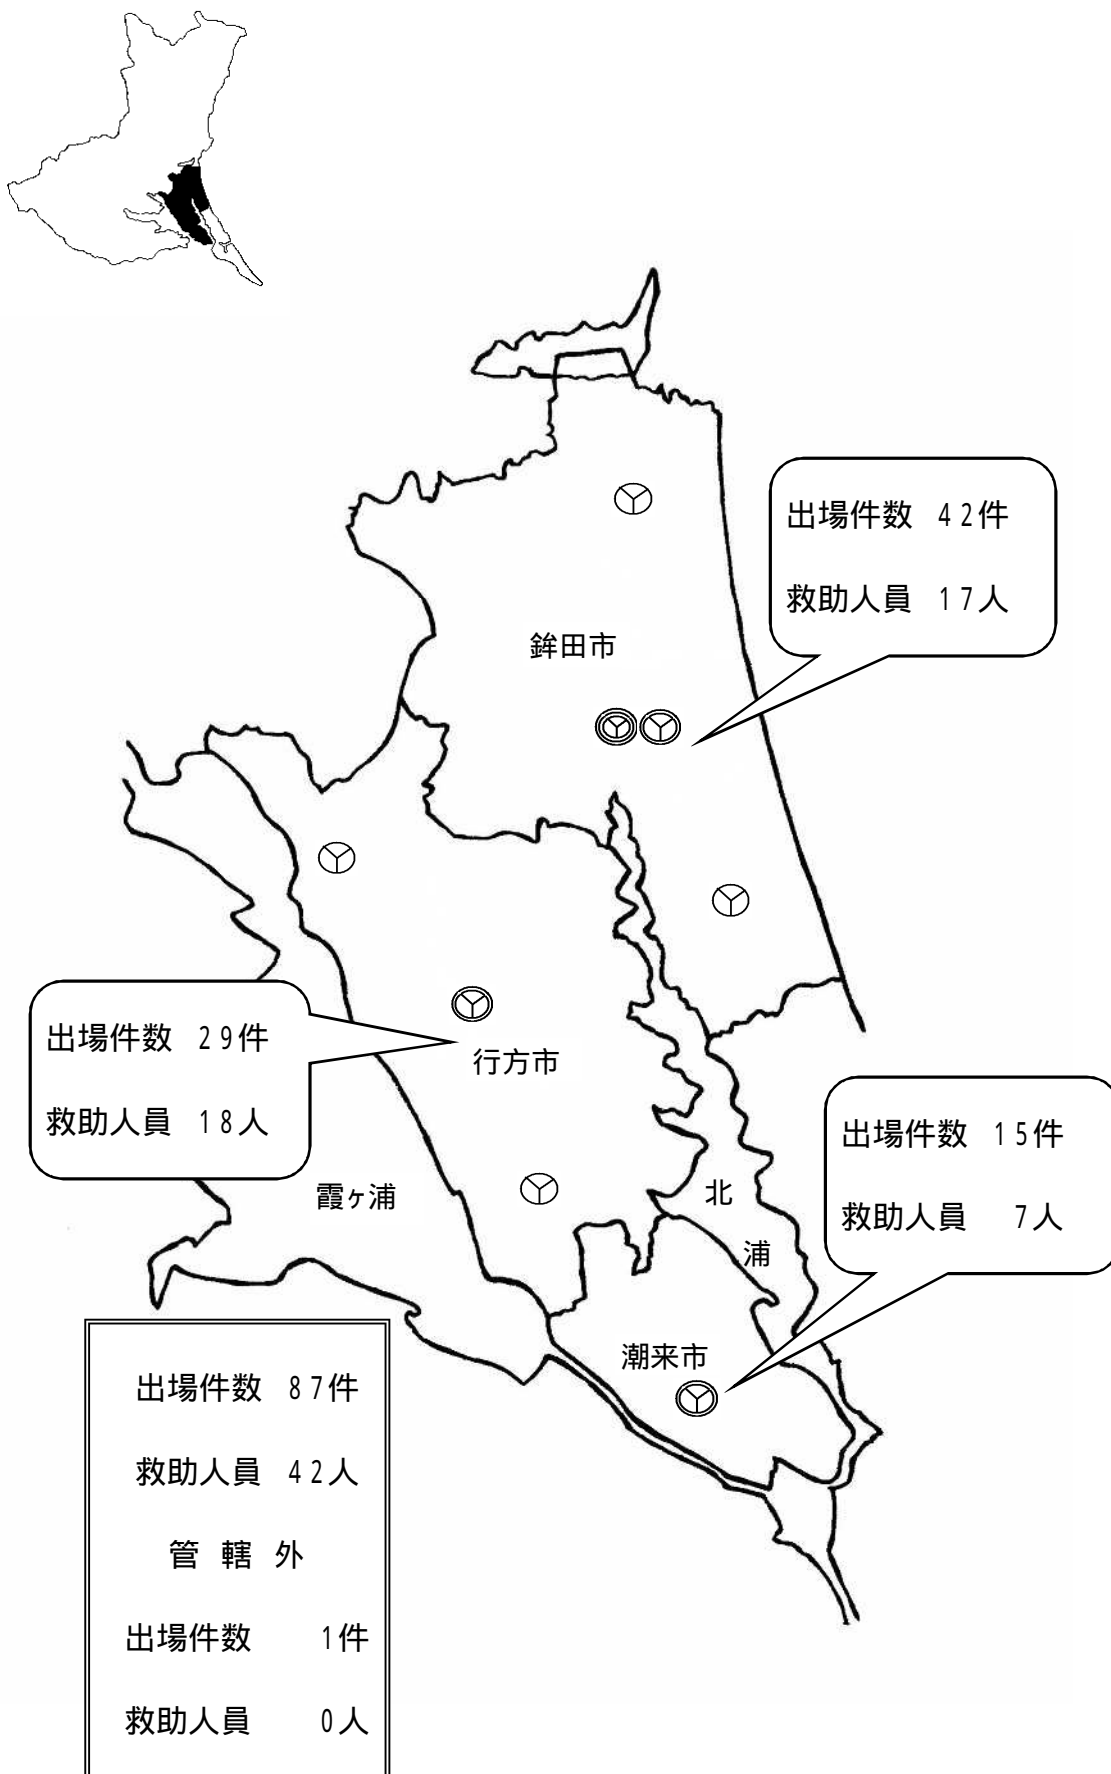 出場件数 42件
救助人員 17人
鉾田市
出場件数 29件
救助人員 18人
行方市
出場件数 15件
救助人員 7人
霞ヶ浦
北
浦
潮来市
出場件数 87件
救助人員 42人
管轄外
出場件数 1件
救助人員 0人